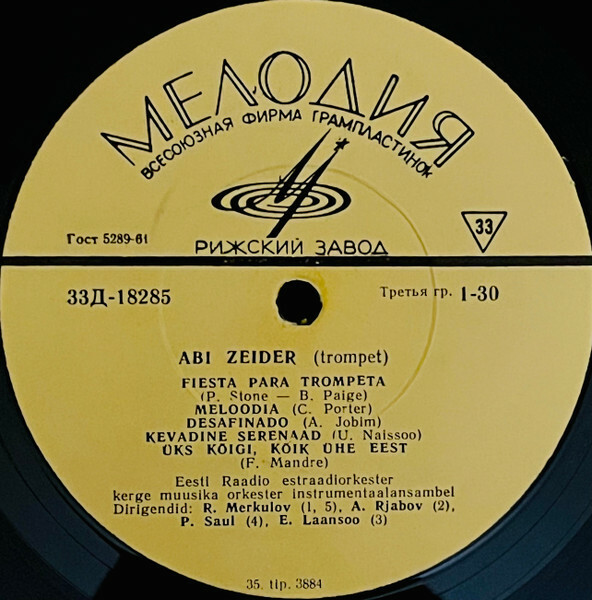 МЕЛОДИЯ
ВСЕСОЮЗНАЯ ФИРМА ГРАМПЛАСТИНОК
Гост 5289-61
33
РИЖСКИЙ ЗАВОД
33Д-18285
Третья гр. 1-30
ABI ZEIDER (trompet)
FIESTA PARA TROMPETA
(P. Stone — B. Paige)
MELOODIA (C. Porter)
DESAFINADO (A. Jobim)
KEVADINE SERENAAD (U. Naissoo)
ÜKS KÕIGI, KÕIK ÜHE EEST
(F. Mandre)
Eesti Raadio estraadiorkester
kerge muusika orkester instrumentaalansambel
Dirigendid: R. Merkulov (1, 5), A. Rjabov (2),
P. Saul (4), E. Laansoo (3)
35. tip. 3884